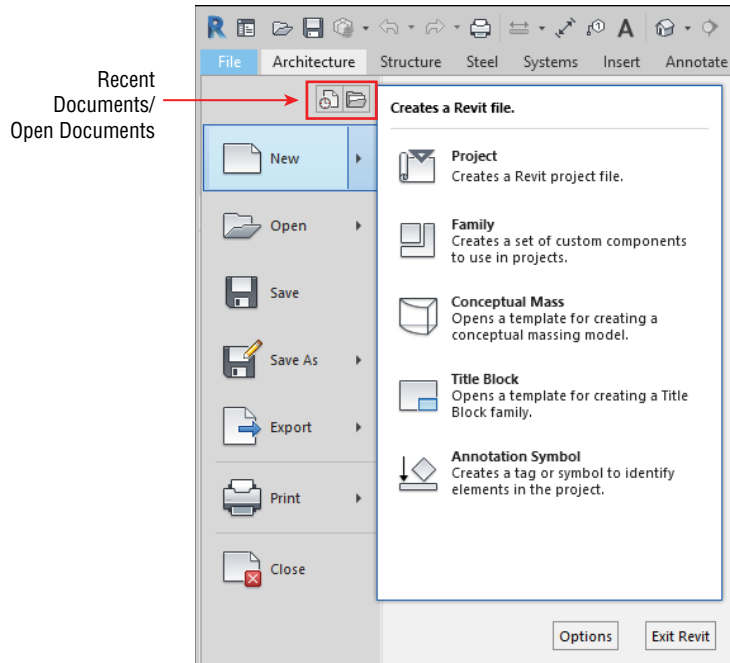 R
A
File Architecture Structure Steel Systems Insert Annotate
Recent
Documents/
Open Documents
Creates a Revit file.
New
Project
Creates a Revit project file.
Open
Family
Creates a set of custom components
to use in projects.
Save
Conceptual Mass
Opens a template for creating a
conceptual massing model.
Save As
Title Block
Opens a template for creating a Title
Block family.
Export
Annotation Symbol
Creates a tag or symbol to identify
elements in the project.
Print
Close
Options Exit Revit